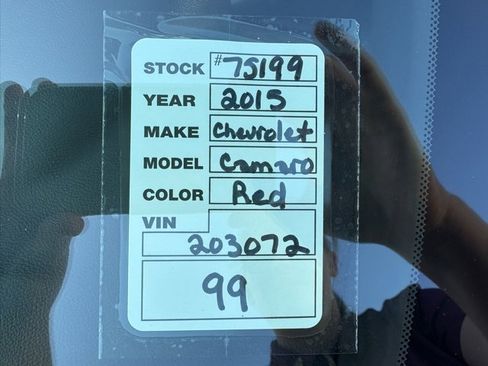 STOCK #75199
YEAR 2015
MAKE Chevrolet
MODEL Camaro
COLOR Red
VIN
203072
99